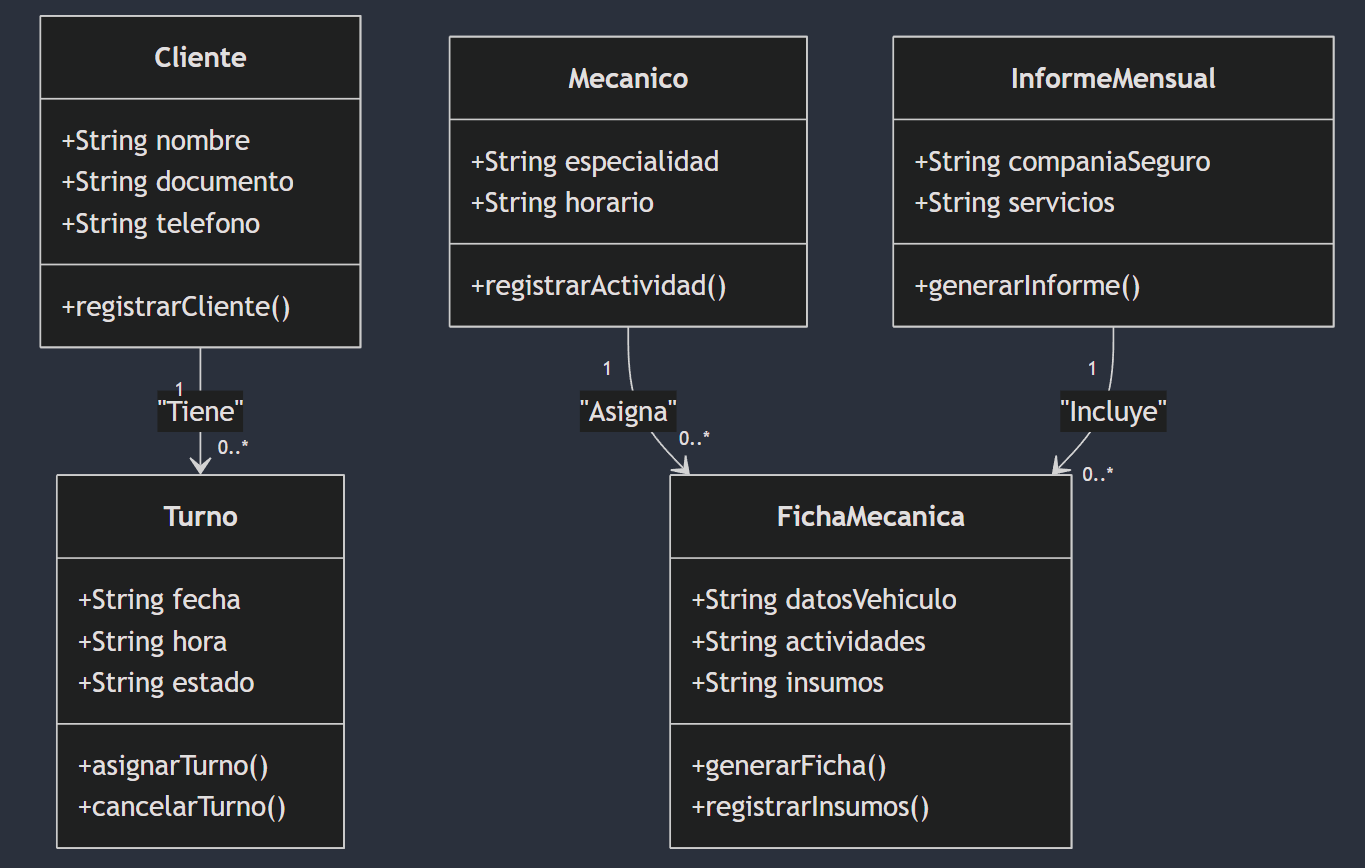 Cliente
+String nombre
+String documento
+String telefono
+registrarCliente()
Mecanico
+String especialidad
+String horario
+registrarActividad()
InformeMensual
+String companiaSeguro
+String servicios
+generarInforme()
1
"Tiene"
0..*
1
"Asigna"
0..*
1
"Incluye"
0..*
Turno
+String fecha
+String hora
+String estado
+asignarTurno()
+cancelarTurno()
FichaMecanica
+String datosVehiculo
+String actividades
+String insumos
+generarFicha()
+registrarInsumos()